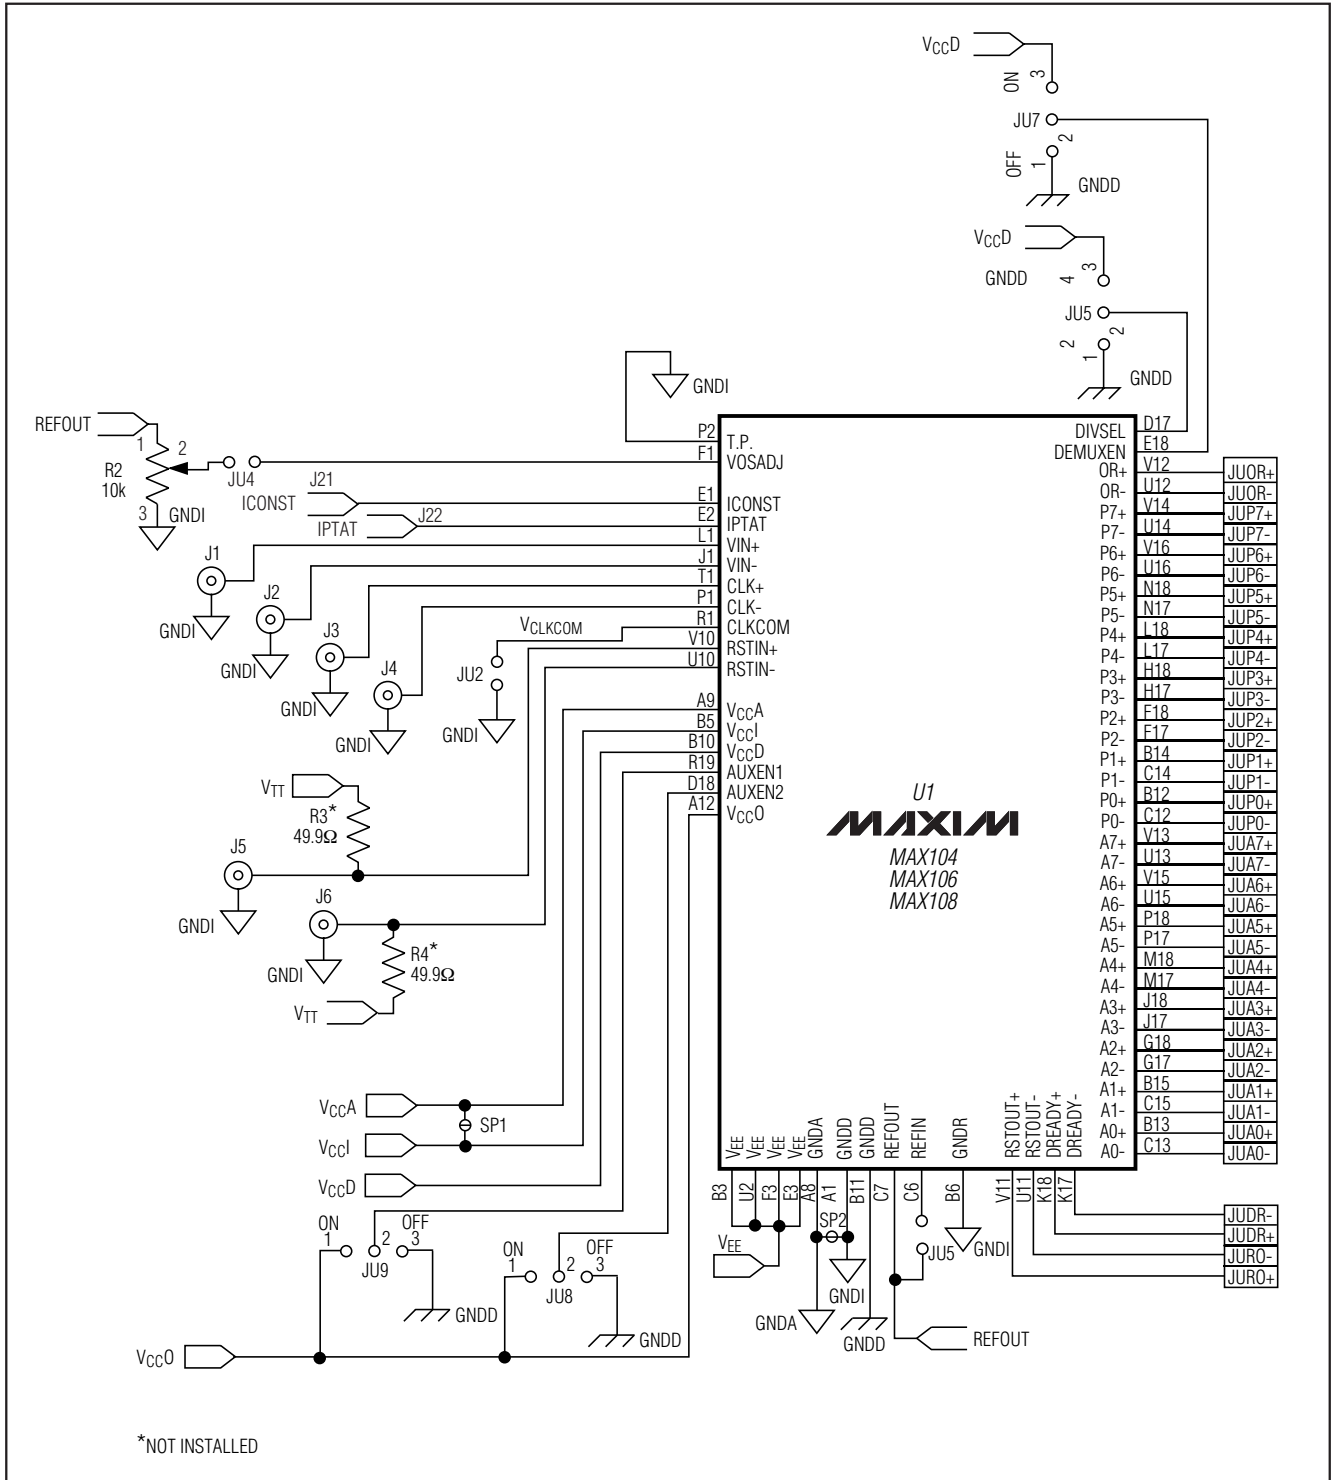 VCCD
ON
3
JU7
2
OFF
1
GNDD
VCCD
GNDD
4
3
JU5
2
2
1
GNDD
GNDI
REFOUT
1
2
R2
10k
3
GNDI
JU4
J21
ICONST
J22
IPTAT
J1
GNDI
J2
GNDI
J3
GNDI
J4
GNDI
VCLKCOM
JU2
GNDI
VTT
R3*
49.9Ω
J5
GNDI
J6
GNDI
R4*
49.9Ω
VTT
VCCA
SP1
VCCI
VCCD
ON
1
2
OFF
3
JU9
GNDD
ON
1
2
OFF
3
JU8
GNDD
VCCO
P2 T.P.
F1 VOSADJ
E1 ICONST
E2 IPTAT
L1 VIN+
J1 VIN-
T1 CLK+
P1 CLK-
R1 CLKCOM
V10 RSTIN+
U10 RSTIN-
A9 VCCA
B5 VCCI
B10 VCCD
R19 AUXEN1
D18 AUXEN2
A12 VCCO
U1
MAXIM
MAX104
MAX106
MAX108
DIVSEL D17
DEMUXEN E18
OR+ V12 JUOR+
OR- U12 JUOR-
P7+ V14 JUP7+
P7- U14 JUP7-
P6+ V16 JUP6+
P6- U16 JUP6-
P5+ N18 JUP5+
P5- N17 JUP5-
P4+ L18 JUP4+
P4- L17 JUP4-
P3+ H18 JUP3+
P3- H17 JUP3-
P2+ F18 JUP2+
P2- F17 JUP2-
P1+ B14 JUP1+
P1- C14 JUP1-
P0+ B12 JUP0+
P0- C12 JUP0-
A7+ V13 JUA7+
A7- U13 JUA7-
A6+ V15 JUA6+
A6- U15 JUA6-
A5+ P18 JUA5+
A5- P17 JUA5-
A4+ M18 JUA4+
A4- M17 JUA4-
A3+ J18 JUA3+
A3- J17 JUA3-
A2+ G18 JUA2+
A2- G17 JUA2-
A1+ B15 JUA1+
A1- C15 JUA1-
A0+ B13 JUA0+
A0- C13 JUA0-
VEE B3
VEE U2
VEE F3
VEE E3
GNDA A8
GNDD A1
GNDD B11
REFOUT C7
REFIN C6
GNDR B6
RSTOUT+ V11
RSTOUT- U11
DREADY+ K18
DREADY- K17
VEE
SP2
GNDI
GNDA
GNDD
JU5
GNDI
REFOUT
JUDR-
JUDR+
JURO-
JURO+
*NOT INSTALLED